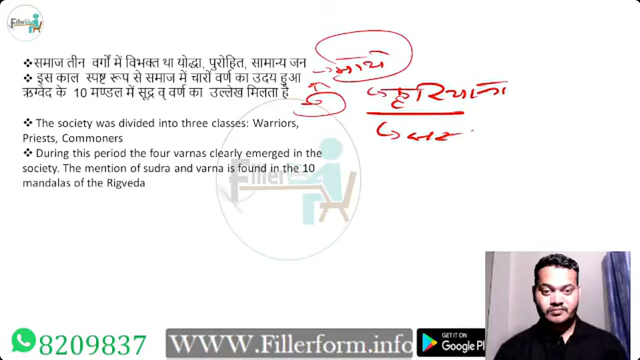 Fillerform
❖समाज तीन वर्गो में विभक्त था योद्धा, पुरोहित, सामान्य जन
❖इस काल स्पष्ट रूप से समाज में चारों वर्ण का उदय हुआ
ऋग्वेद के 10 मण्डल में सूद्र व् वर्ण का उल्लेख मिलता है
हरियाणा
❖ The society was divided into three classes: Warriors,
Priests, Commoners
❖ During this period the four varnas clearly emerged in the
society. The mention of sudra and varna is found in the 10
mandalas of the Rigveda
8209837
WWW.Fillerform.info
GET IT ON
Google Pl